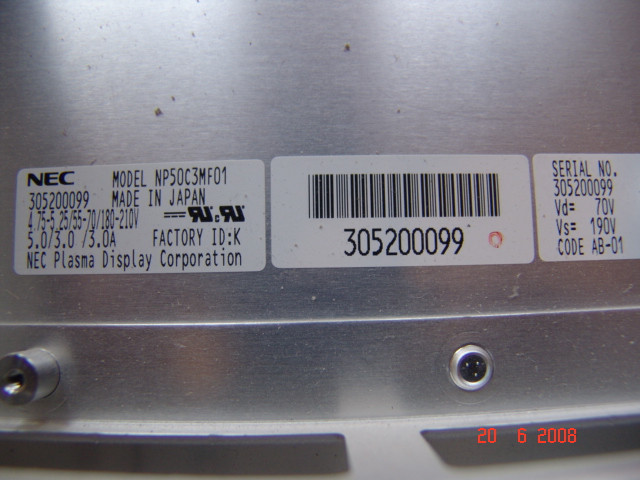 NEC MODEL NP50C3MF01
305200099 MADE IN JAPAN
4.75-5.25/55-70/180-210V
5.0/3.0 /3.0A FACTORY ID:K
NEC Plasma Display Corporation
305200099
SERIAL NO.
305200099
Vd= 70V
Vs= 190V
CODE AB-01
20 6 2008